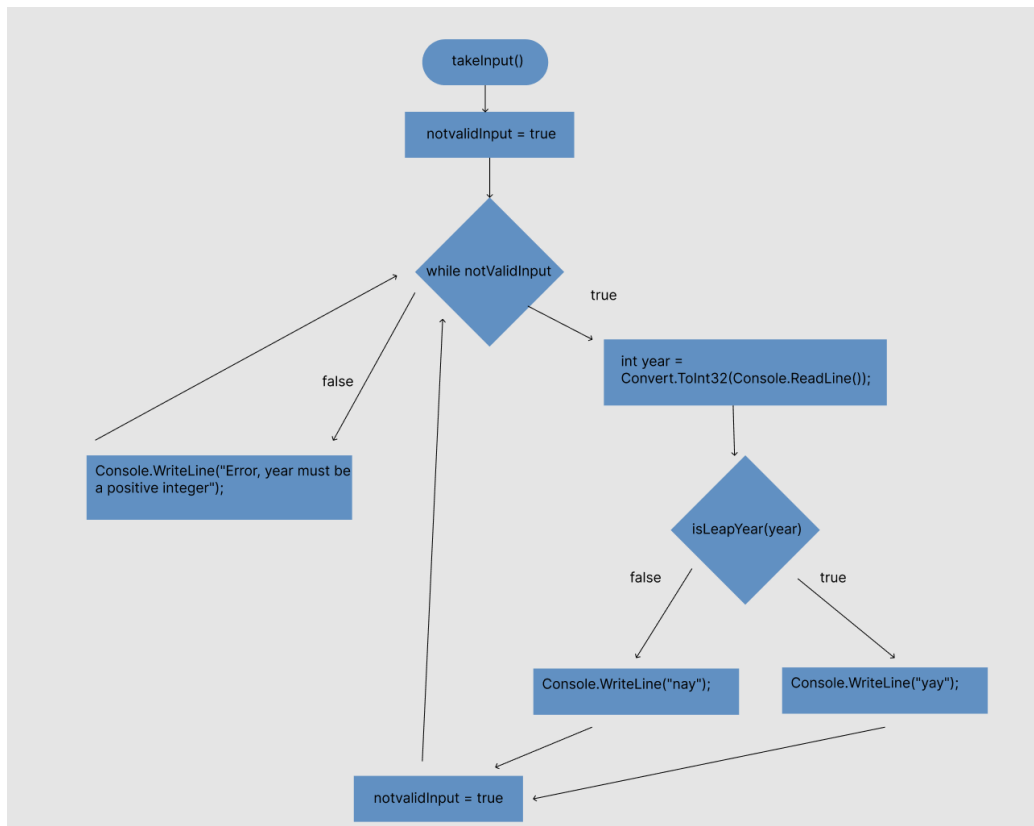 takeInput()
notvalidInput = true
while notValidInput
true
int year =
Convert.ToInt32(Console.ReadLine());
false
Console.WriteLine("Error, year must be
a positive integer");
isLeapYear(year)
false
true
Console.WriteLine("nay");
Console.WriteLine("yay");
notvalidInput = true